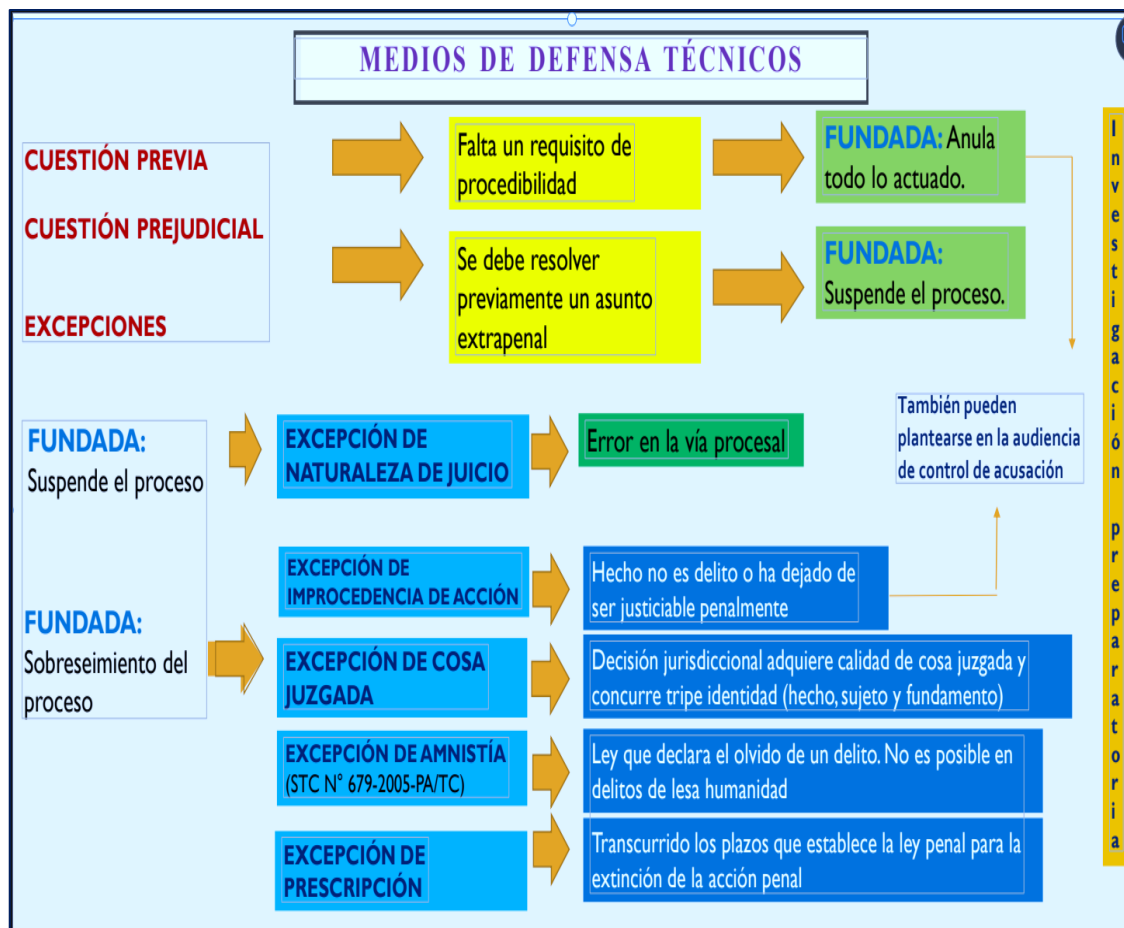 MEDIOS DE DEFENSA TÉCNICOS
CUESTIÓN PREVIA
Falta un requisito de
procedibilidad
FUNDADA: Anula
todo lo actuado.
CUESTIÓN PREJUDICIAL
Se debe resolver
previamente un asunto
extrapenal
FUNDADA:
Suspende el proceso.
EXCEPCIONES
También pueden
plantearse en la audiencia
de control de acusación
FUNDADA:
Suspende el proceso
EXCEPCIÓN DE
NATURALEZA DE JUICIO
Error en la vía procesal
FUNDADA:
Sobreseimiento del
proceso
EXCEPCIÓN DE
IMPROCEDENCIA DE ACCIÓN
Hecho no es delito o ha dejado de
ser justiciable penalmente
EXCEPCIÓN DE COSA
JUZGADA
Decisión jurisdiccional adquiere calidad de cosa juzgada y
concurre tripe identidad (hecho, sujeto y fundamento)
EXCEPCIÓN DE AMNISTÍA
(STC N° 679-2005-PA/TC)
Ley que declara el olvido de un delito. No es posible en
delitos de lesa humanidad
EXCEPCIÓN DE
PRESCRIPCIÓN
Transcurrido los plazos que establece la ley penal para la
extinción de la acción penal
Investigación preparatoria